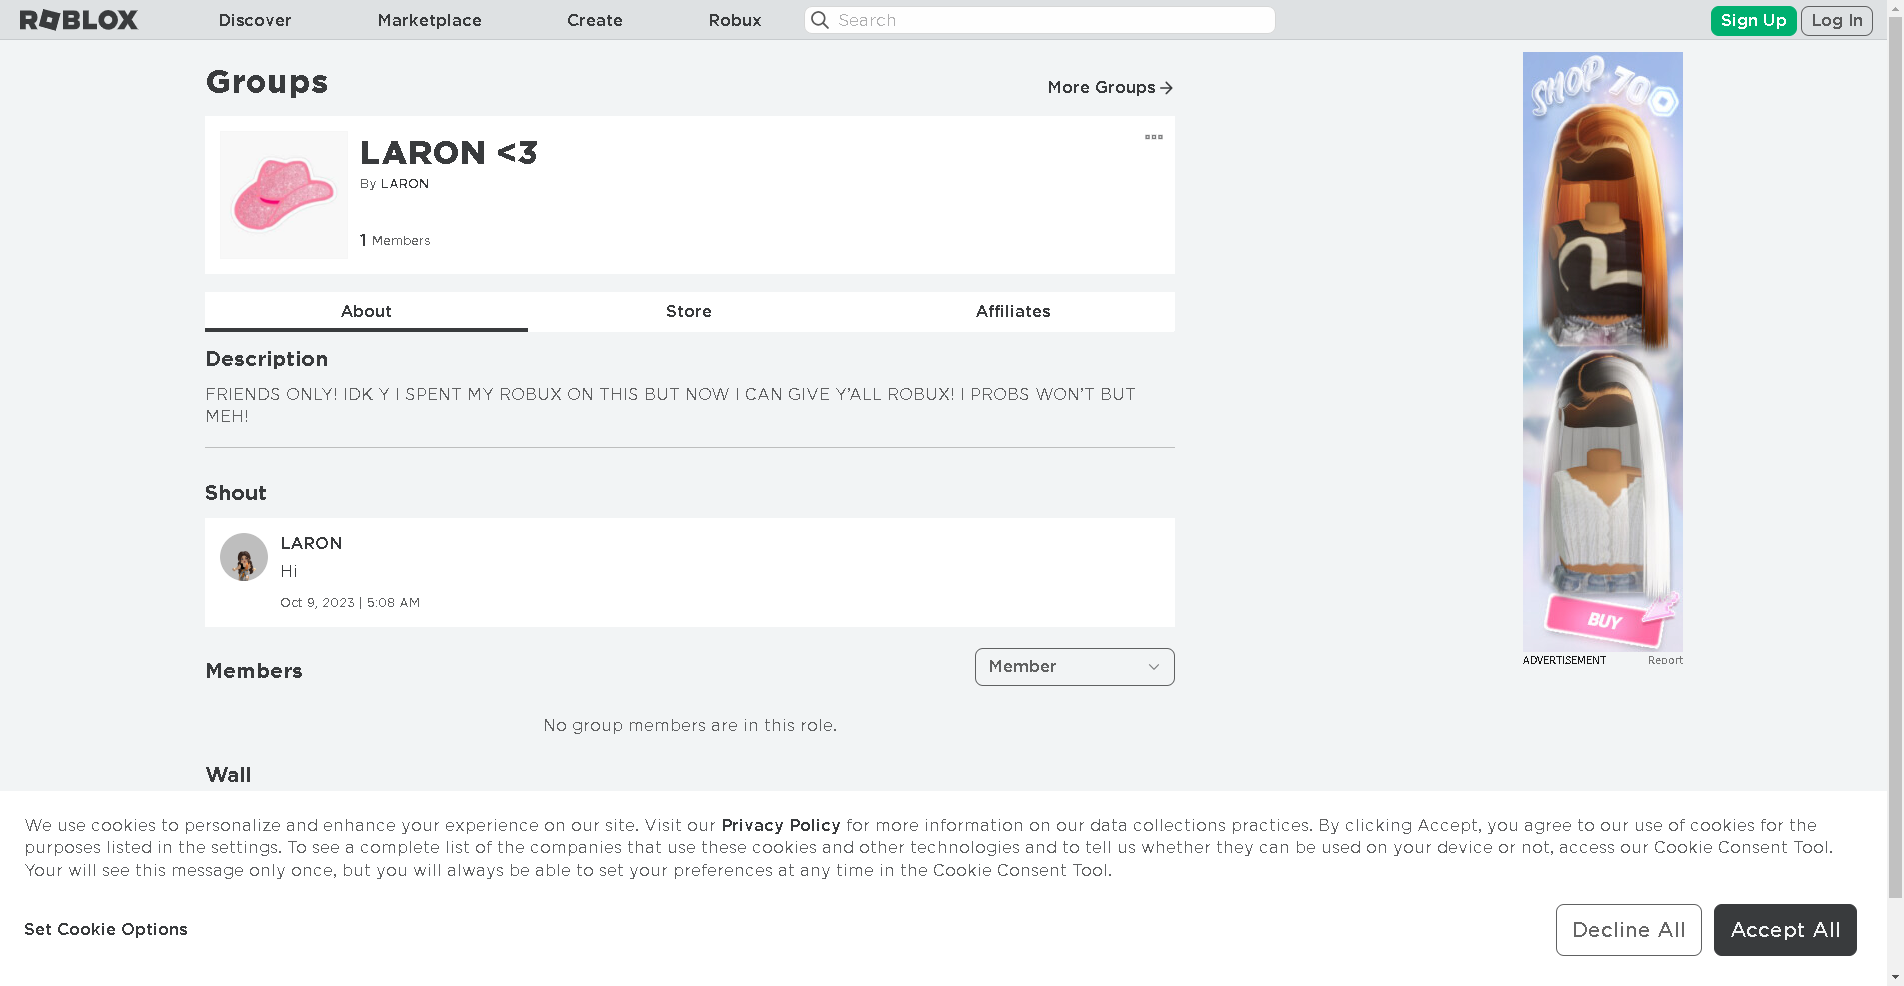 ROBLOX
Discover
Marketplace
Create
Robux
Search
Sign Up
Log In
Groups
More Groups
LARON <3
By LARON
1 Members
About
Store
Affiliates
Description
FRIENDS ONLY! IDK Y I SPENT MY ROBUX ON THIS BUT NOW I CAN GIVE Y’ALL ROBUX! I PROBS WON’T BUT
MEH!
Shout
LARON
Hi
Oct 9, 2023 | 5:08 AM
Members
Member
No group members are in this role.
Wall
SHOP 70
BUY
ADVERTISEMENT
Report
We use cookies to personalize and enhance your experience on our site. Visit our Privacy Policy for more information on our data collections practices. By clicking Accept, you agree to our use of cookies for the
purposes listed in the settings. To see a complete list of the companies that use these cookies and other technologies and to tell us whether they can be used on your device or not, access our Cookie Consent Tool.
Your will see this message only once, but you will always be able to set your preferences at any time in the Cookie Consent Tool.
Set Cookie Options
Decline All
Accept All